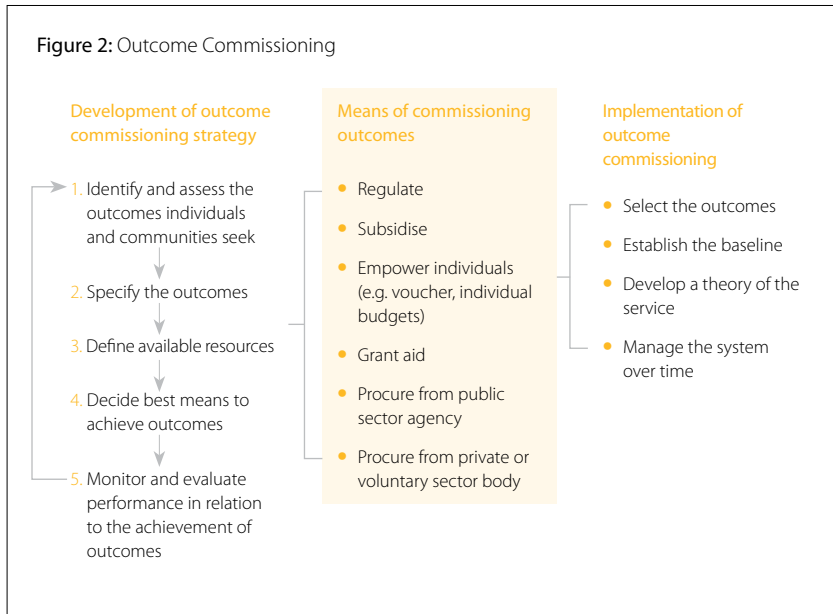 Figure 2: Outcome Commissioning
Development of outcome
commissioning strategy
1. Identify and assess the
outcomes individuals
and communities seek
2. Specify the outcomes
3. Define available resources
4. Decide best means to
achieve outcomes
5. Monitor and evaluate
performance in relation
to the achievement of
outcomes
Means of commissioning
outcomes
• Regulate
• Subsidise
• Empower individuals
(e.g. voucher, individual
budgets)
• Grant aid
• Procure from public
sector agency
• Procure from private or
voluntary sector body
Implementation of
outcome
commissioning
• Select the outcomes
• Establish the baseline
• Develop a theory of the
service
• Manage the system
over time